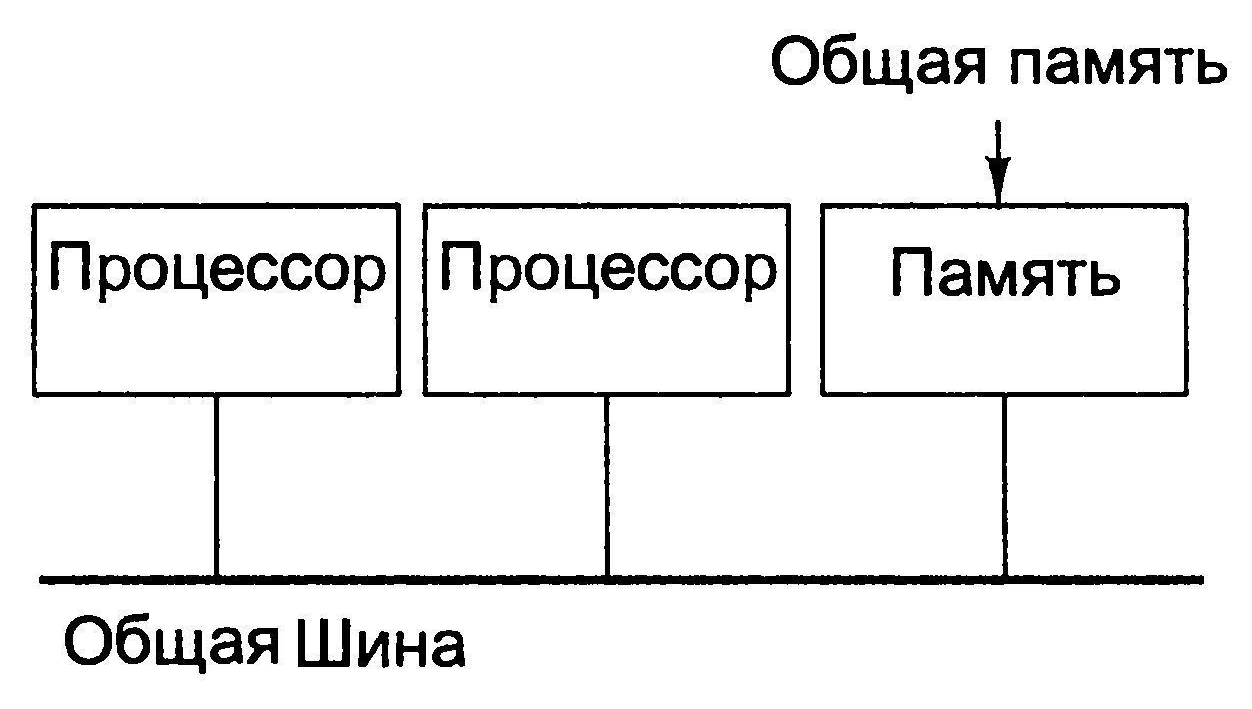 Общая память
Процессор
Процессор
Память
Общая Шина